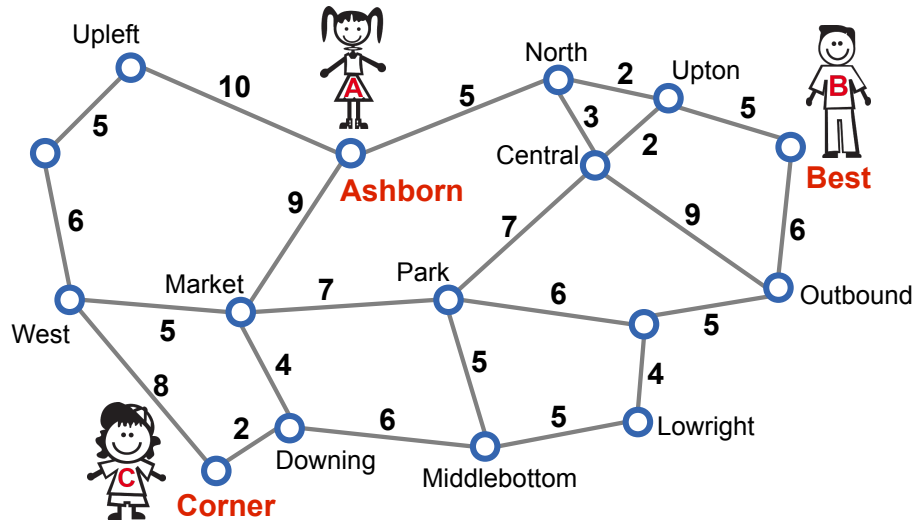 Upleft
A
North
2
Upton
B
10
5
5
5
3
2
Central
Best
Ashborn
9
6
7
9
6
Market
7
Park
6
Outbound
West
5
5
8
4
5
4
2
6
5
Lowright
C
Downing
Middlebottom
Corner